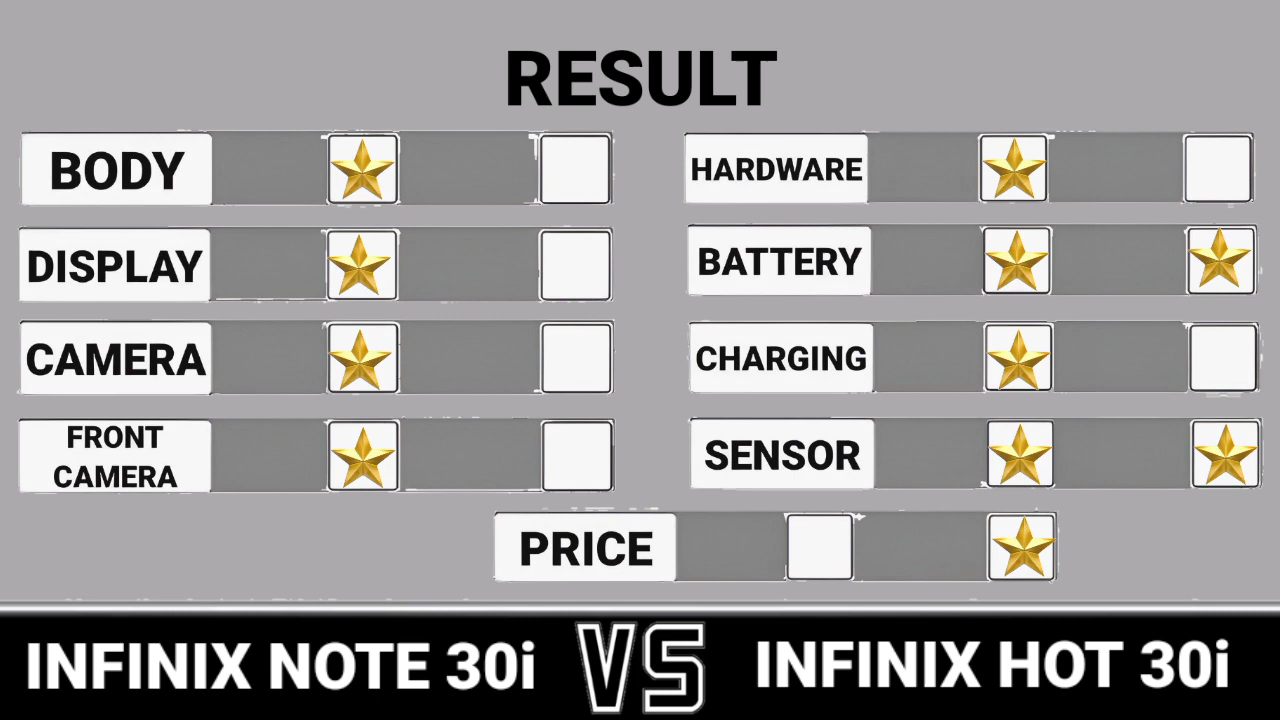 RESULT
BODY
DISPLAY
CAMERA
FRONT
CAMERA
HARDWARE
BATTERY
CHARGING
SENSOR
PRICE
INFINIX NOTE 30i VS INFINIX HOT 30i